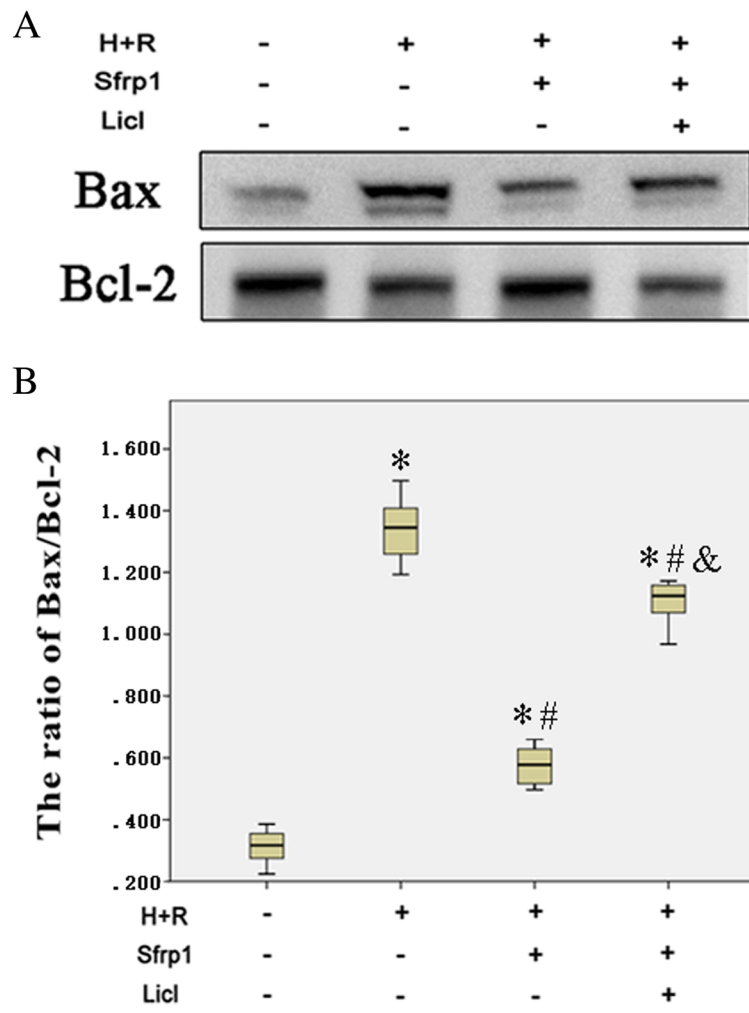 A
H+R - + + +
Sfrp1 - - + +
Licl - - - +
Bax
Bcl-2
B
The ratio of Bax/Bcl-2
1.600
1.400
1.200
1.000
.800
.600
.400
.200
*
*#
*#&
H+R - + + +
Sfrp1 - - + +
Licl - - - +